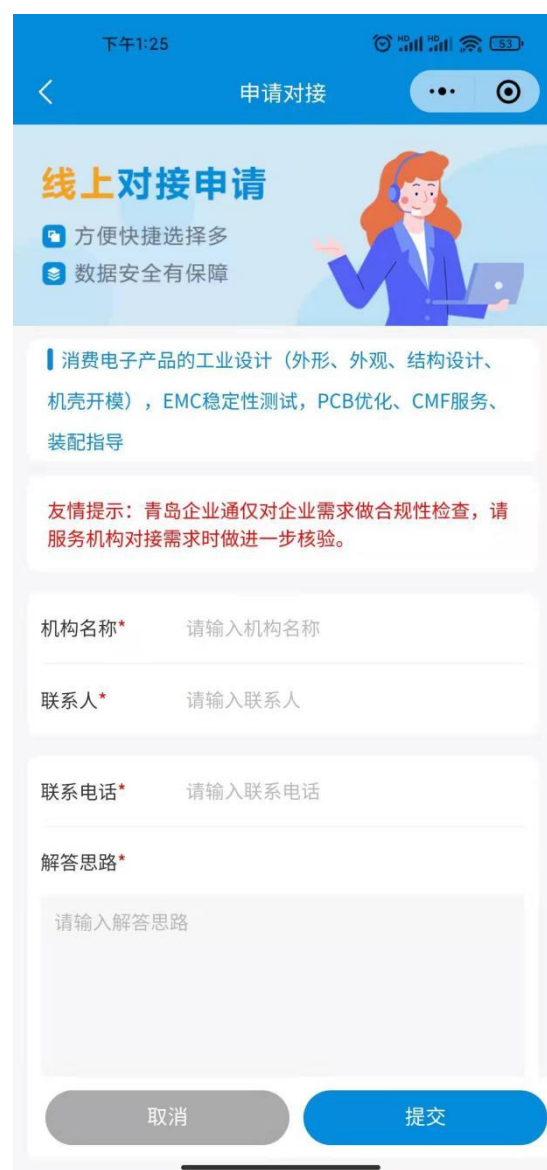 下午1:25
HD HD 53
申请对接
线上对接申请
方便快捷选择多
数据安全有保障
消费电子产品的工业设计（外形、外观、结构设计、
机壳开模），EMC稳定性测试，PCB优化、CMF服务、
装配指导
友情提示：青岛企业通仅对企业需求做合规性检查，请
服务机构对接需求时做进一步核验。
机构名称* 请输入机构名称
联系人* 请输入联系人
联系电话* 请输入联系电话
解答思路*
请输入解答思路
取消 提交